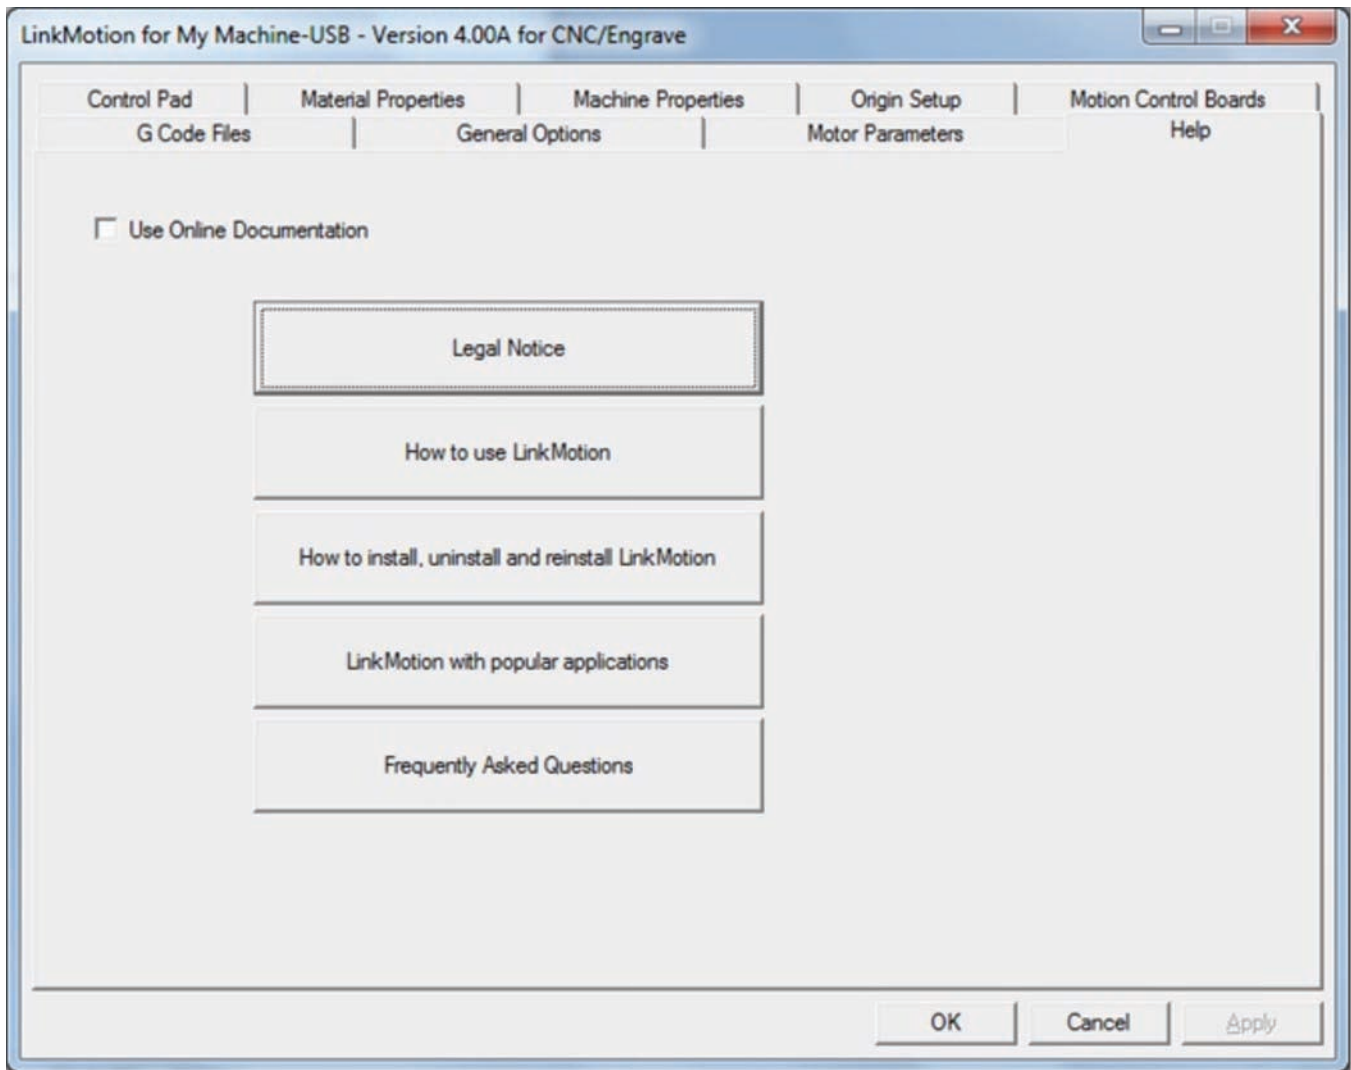 LinkMotion for My Machine-USB - Version 4.00A for CNC/Engrave
Control Pad Material Properties Machine Properties Origin Setup Motion Control Boards
G Code Files General Options Motor Parameters Help
Use Online Documentation
Legal Notice
How to use LinkMotion
How to install, uninstall and reinstall LinkMotion
LinkMotion with popular applications
Frequently Asked Questions
OK Cancel Apply